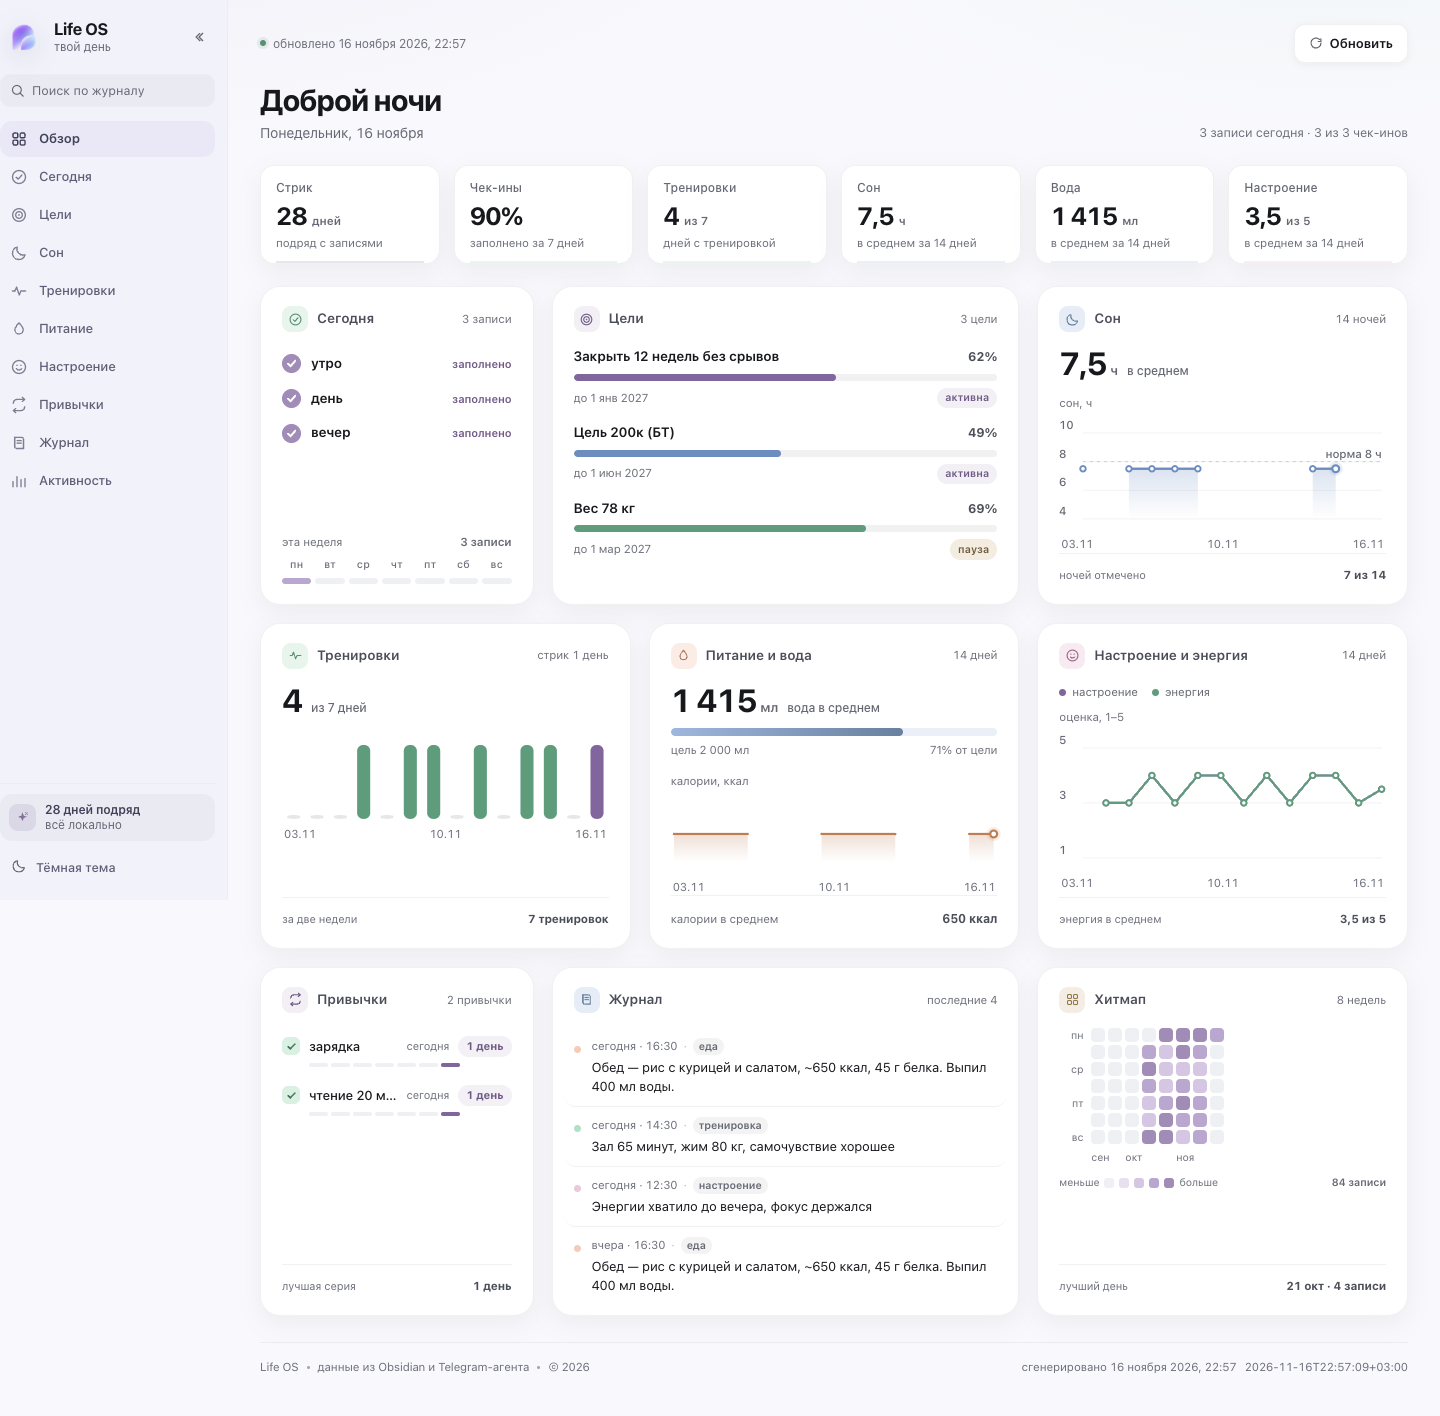 Life OS
твой день
Поиск по журналу
Обзор
Сегодня
Цели
Сон
Тренировки
Питание
Настроение
Привычки
Журнал
Активность
28 дней подряд
всё локально
Тёмная тема
обновлено 16 ноября 2026, 22:57
Обновить
Доброй ночи
Понедельник, 16 ноября
3 записи сегодня · 3 из 3 чек-инов
Стрик
28 дней
подряд с записями
Чек-ины
90%
заполнено за 7 дней
Тренировки
4 из 7
дней с тренировкой
Сон
7,5 ч
в среднем за 14 дней
Вода
1 415 мл
в среднем за 14 дней
Настроение
3,5 из 5
в среднем за 14 дней
Сегодня 3 записи
утро заполнено
день заполнено
вечер заполнено
эта неделя 3 записи
пн вт ср чт пт сб вс
Цели 3 цели
Закрыть 12 недель без срывов 62%
до 1 янв 2027 активна
Цель 200к (БТ) 49%
до 1 июн 2027 активна
Вес 78 кг 69%
до 1 мар 2027 пауза
Сон 14 ночей
7,5 ч в среднем
сон, ч
10
8 норма 8 ч
6
4
03.11 10.11 16.11
ночей отмечено 7 из 14
Тренировки стрик 1 день
4 из 7 дней
03.11 10.11 16.11
за две недели 7 тренировок
Питание и вода 14 дней
1 415 мл вода в среднем
цель 2 000 мл 71% от цели
калории, ккал
03.11 10.11 16.11
калории в среднем 650 ккал
Настроение и энергия 14 дней
настроение энергия
оценка, 1–5
5
3
1
03.11 10.11 16.11
энергия в среднем 3,5 из 5
Привычки 2 привычки
зарядка сегодня 1 день
чтение 20 м... сегодня 1 день
лучшая серия 1 день
Журнал последние 4
сегодня · 16:30 · еда
Обед — рис с курицей и салатом, ~650 ккал, 45 г белка. Выпил
400 мл воды.
сегодня · 14:30 · тренировка
Зал 65 минут, жим 80 кг, самочувствие хорошее
сегодня · 12:30 · настроение
Энергии хватило до вечера, фокус держался
вчера · 16:30 · еда
Обед — рис с курицей и салатом, ~650 ккал, 45 г белка. Выпил
400 мл воды.
Хитмап 8 недель
пн
ср
пт
вс
сен окт ноя
меньше больше 84 записи
лучший день 21 окт · 4 записи
Life OS • данные из Obsidian и Telegram-агента • © 2026
сгенерировано 16 ноября 2026, 22:57 2026-11-16T22:57:09+03:00